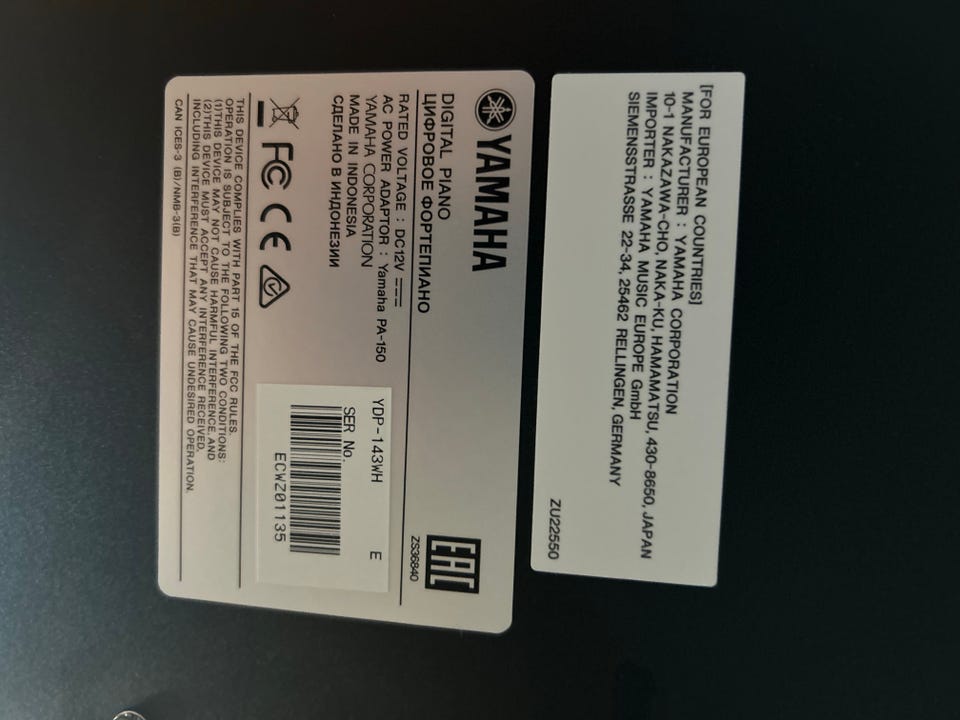 [FOR EUROPEAN COUNTRIES]
MANUFACTURER : YAMAHA CORPORATION
10-1 NAKAZAWA-CHO, NAKA-KU, HAMAMATSU, 430-8650, JAPAN
IMPORTER : YAMAHA MUSIC EUROPE GmbH
SIEMENSSTRASSE 22-34, 25462 RELLINGEN, GERMANY
ZU22550
YAMAHA
EAC
DIGITAL PIANO
ЦИФРОВОЕ ФОРТЕПИАНО
ZS36840
RATED VOLTAGE : DC12V
AC POWER ADAPTOR : Yamaha PA-150
YAMAHA CORPORATION
MADE IN INDONESIA
СДЕЛАНО В ИНДОНЕЗИИ
YDP-143WH E
SER No.
ECWZ01135
FC CE
THIS DEVICE COMPLIES WITH PART 15 OF THE FCC RULES.
OPERATION IS SUBJECT TO THE FOLLOWING TWO CONDITIONS:
(1)THIS DEVICE MAY NOT CAUSE HARMFUL INTERFERENCE, AND
(2)THIS DEVICE MUST ACCEPT ANY INTERFERENCE RECEIVED,
INCLUDING INTERFERENCE THAT MAY CAUSE UNDESIRED OPERATION.
CAN ICES-3 (B)/NMB-3(B)